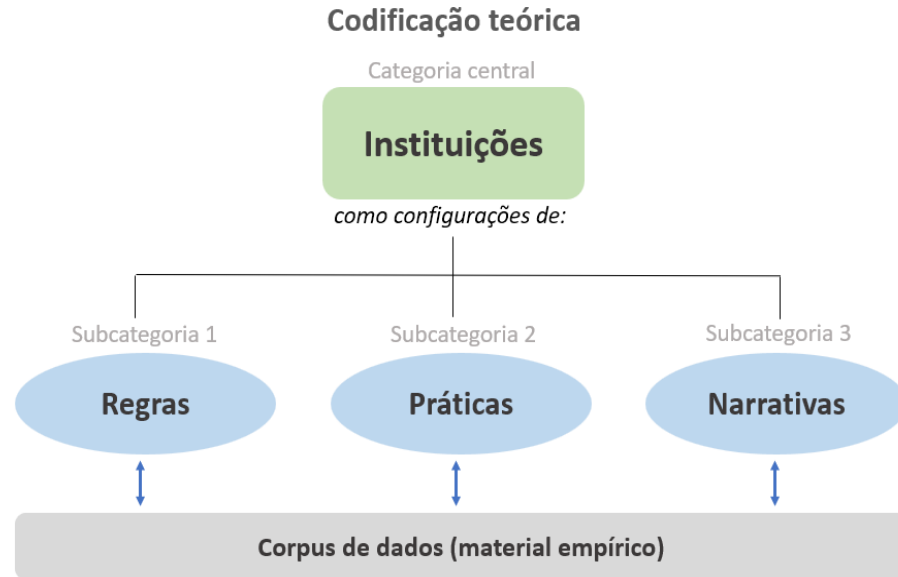 Codificação teórica
Categoria central
Instituições
como configurações de:
Subcategoria 1
Subcategoria 2
Subcategoria 3
Regras
Práticas
Narrativas
Corpus de dados (material empírico)